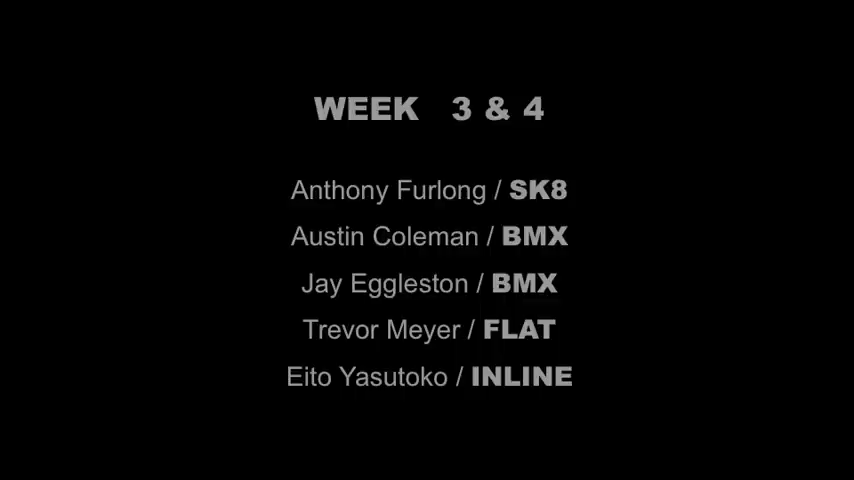 WEEK 3 & 4
Anthony Furlong / SK8
Austin Coleman / BMX
Jay Eggleston / BMX
Trevor Meyer / FLAT
Eito Yasutoko / INLINE